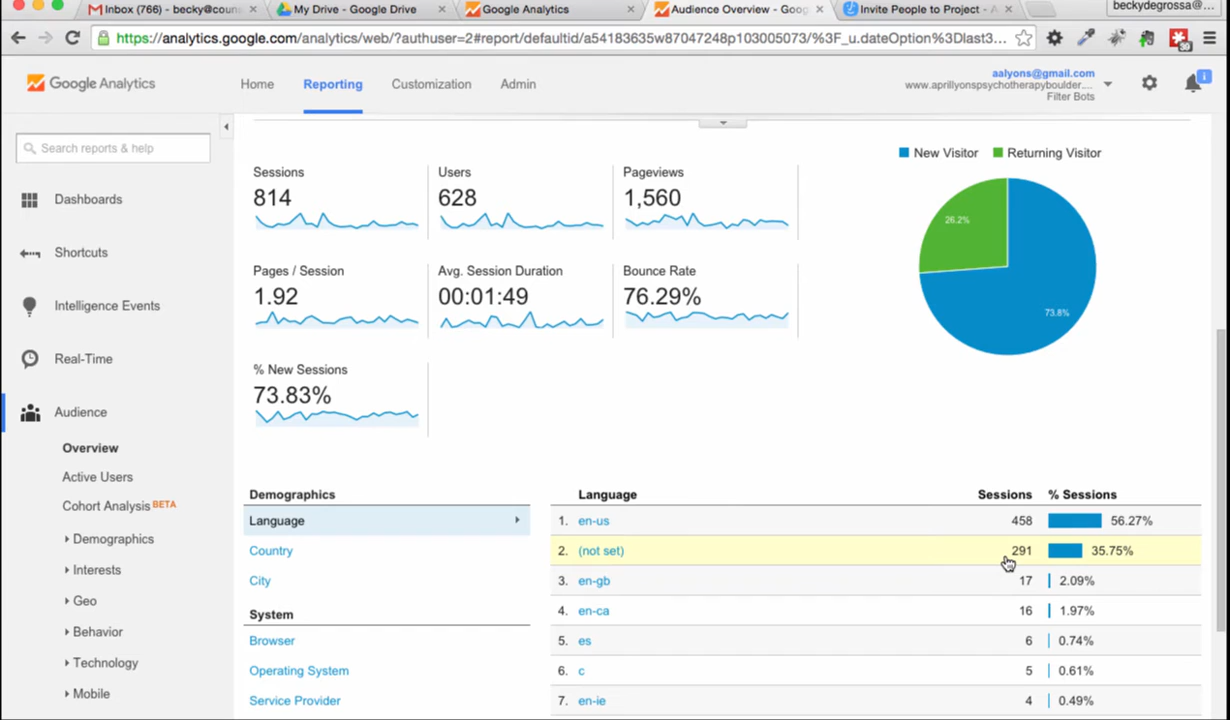 Inbox (766) - becky@coun
My Drive - Google Drive
Google Analytics
Audience Overview - Goog
Invite People to Project - A
beckydegrossa@...
https://analytics.google.com/analytics/web/?authuser=2#report/defaultid/a54183635w87047248p103005073/%3F_u.dateOption%3Dlast3...
Google Analytics
Home
Reporting
Customization
Admin
aalyons@gmail.com
www.aprillyonspsychotherapyboulder....
Filter Bots
Search reports & help
Dashboards
Shortcuts
Intelligence Events
Real-Time
Audience
Overview
Active Users
Cohort Analysis BETA
Demographics
Interests
Geo
Behavior
Technology
Mobile
Sessions
814
Users
628
Pageviews
1,560
Pages / Session
1.92
Avg. Session Duration
00:01:49
Bounce Rate
76.29%
% New Sessions
73.83%
New Visitor
Returning Visitor
26.2%
73.8%
Demographics
Language
Country
City
System
Browser
Operating System
Service Provider
Language Sessions % Sessions
1. en-us 458 56.27%
2. (not set) 291 35.75%
3. en-gb 17 2.09%
4. en-ca 16 1.97%
5. es 6 0.74%
6. c 5 0.61%
7. en-ie 4 0.49%